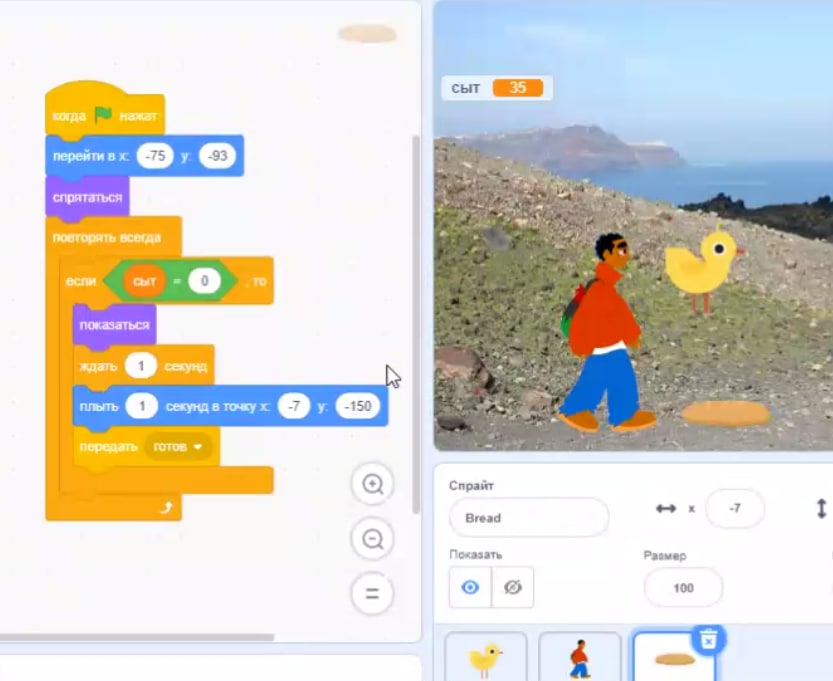 когда нажат
перейти в x: -75 y: -93
спрятаться
повторять всегда
если сыт = 0 , то
показаться
ждать 1 секунд
плыть 1 секунд в точку x: -7 y: -150
передать готов
сыт 35
Спрайт
Bread
x -7
Показать
Размер
100